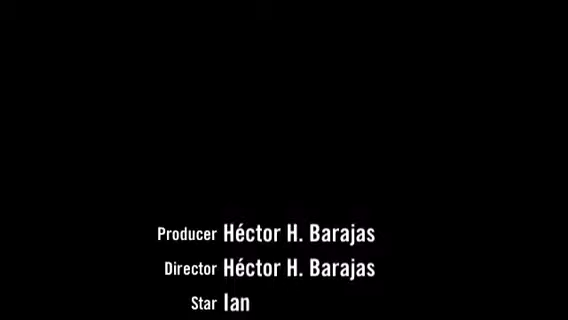 Producer Héctor H. Barajas
Director Héctor H. Barajas
Star Ian